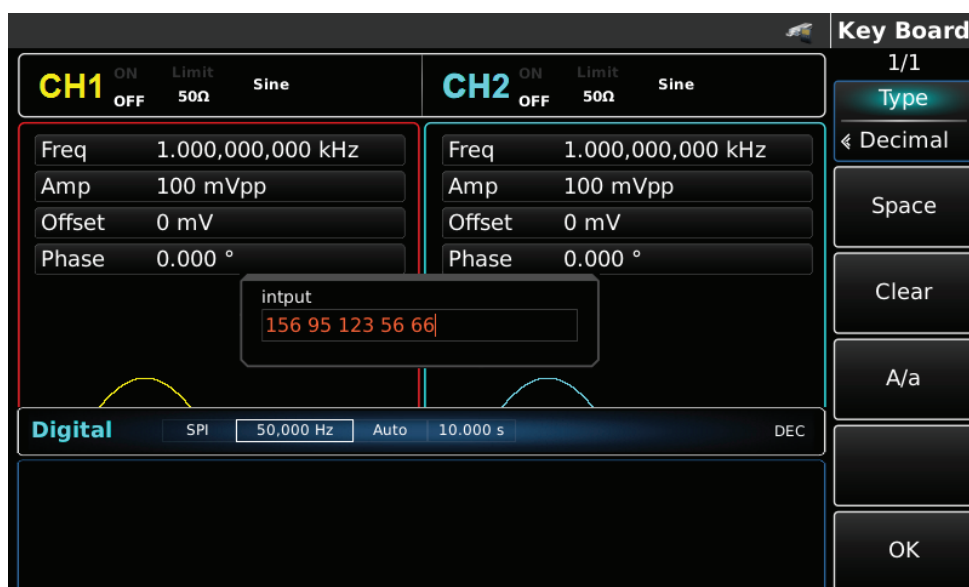 Key Board
CH1 ON OFF Limit 50Ω Sine
CH2 ON OFF Limit 50Ω Sine
1/1
Type
Decimal
Freq 1.000,000,000 kHz
Amp 100 mVpp
Offset 0 mV
Phase 0.000 °
Freq 1.000,000,000 kHz
Amp 100 mVpp
Offset 0 mV
Phase 0.000 °
intput
156 95 123 56 66
Digital SPI 50,000 Hz Auto 10.000 s DEC
Space
Clear
A/a
OK